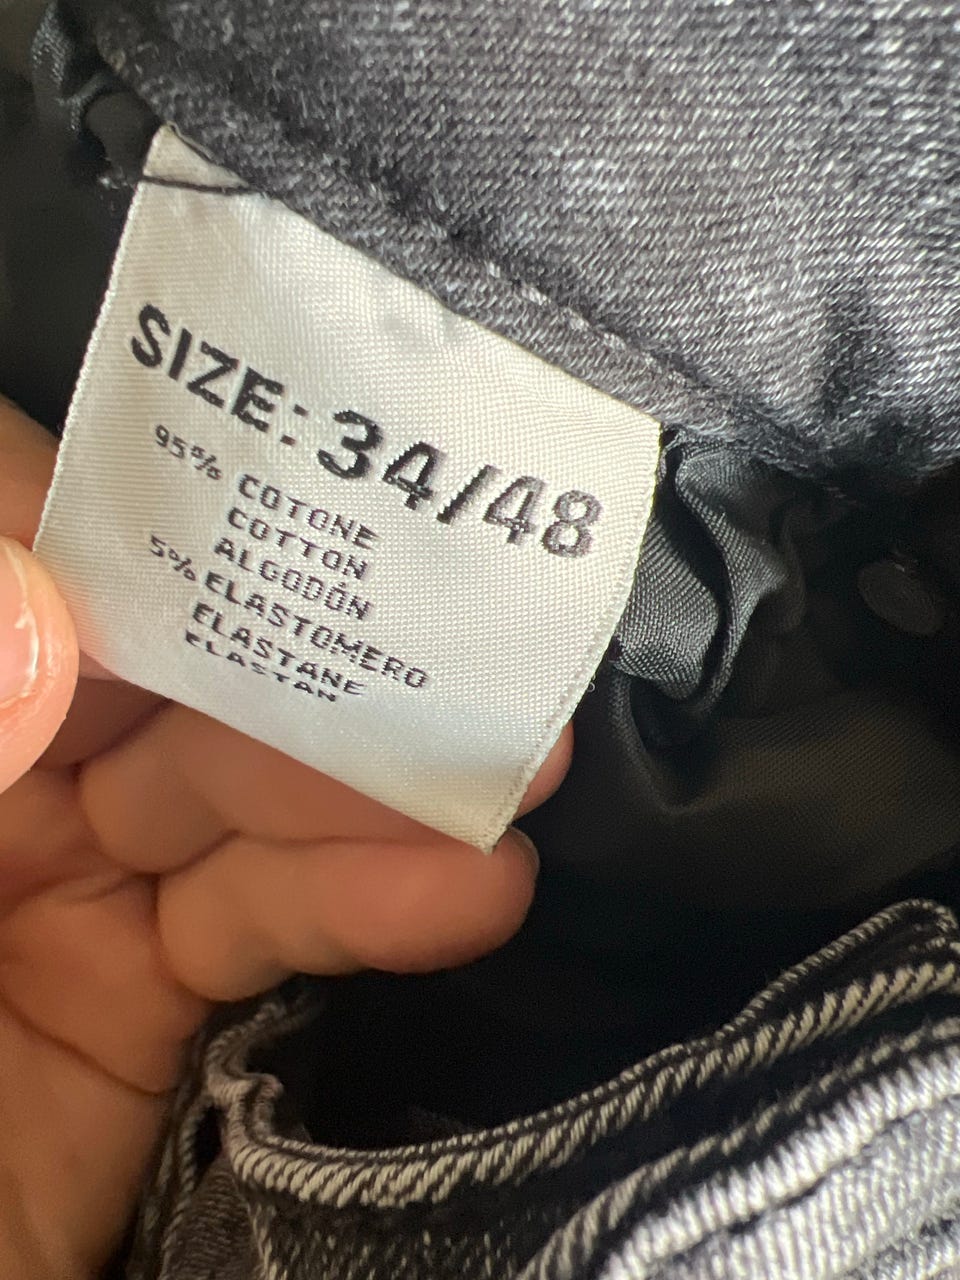 SIZE: 34/48
95% COTONE
COTTON
ALGODÓN
5% ELASTOMERO
ELASTANE
ELASTAN